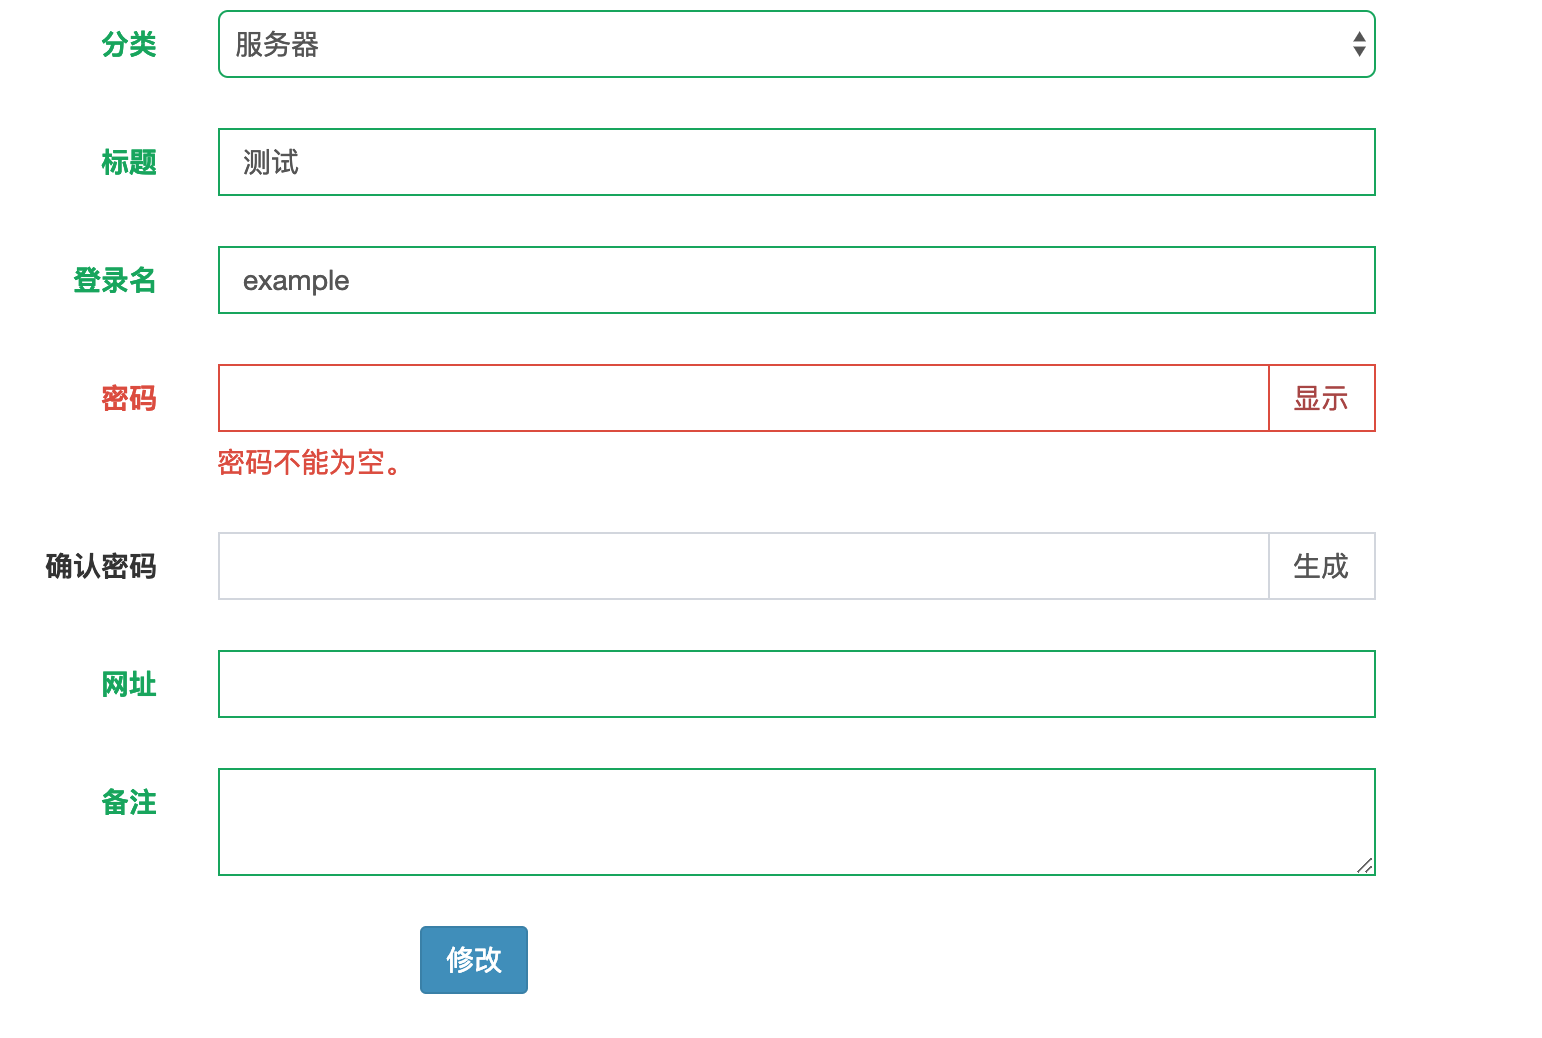 分类
服务器
标题
测试
登录名
example
密码
显示
密码不能为空。
确认密码
生成
网址
备注
修改